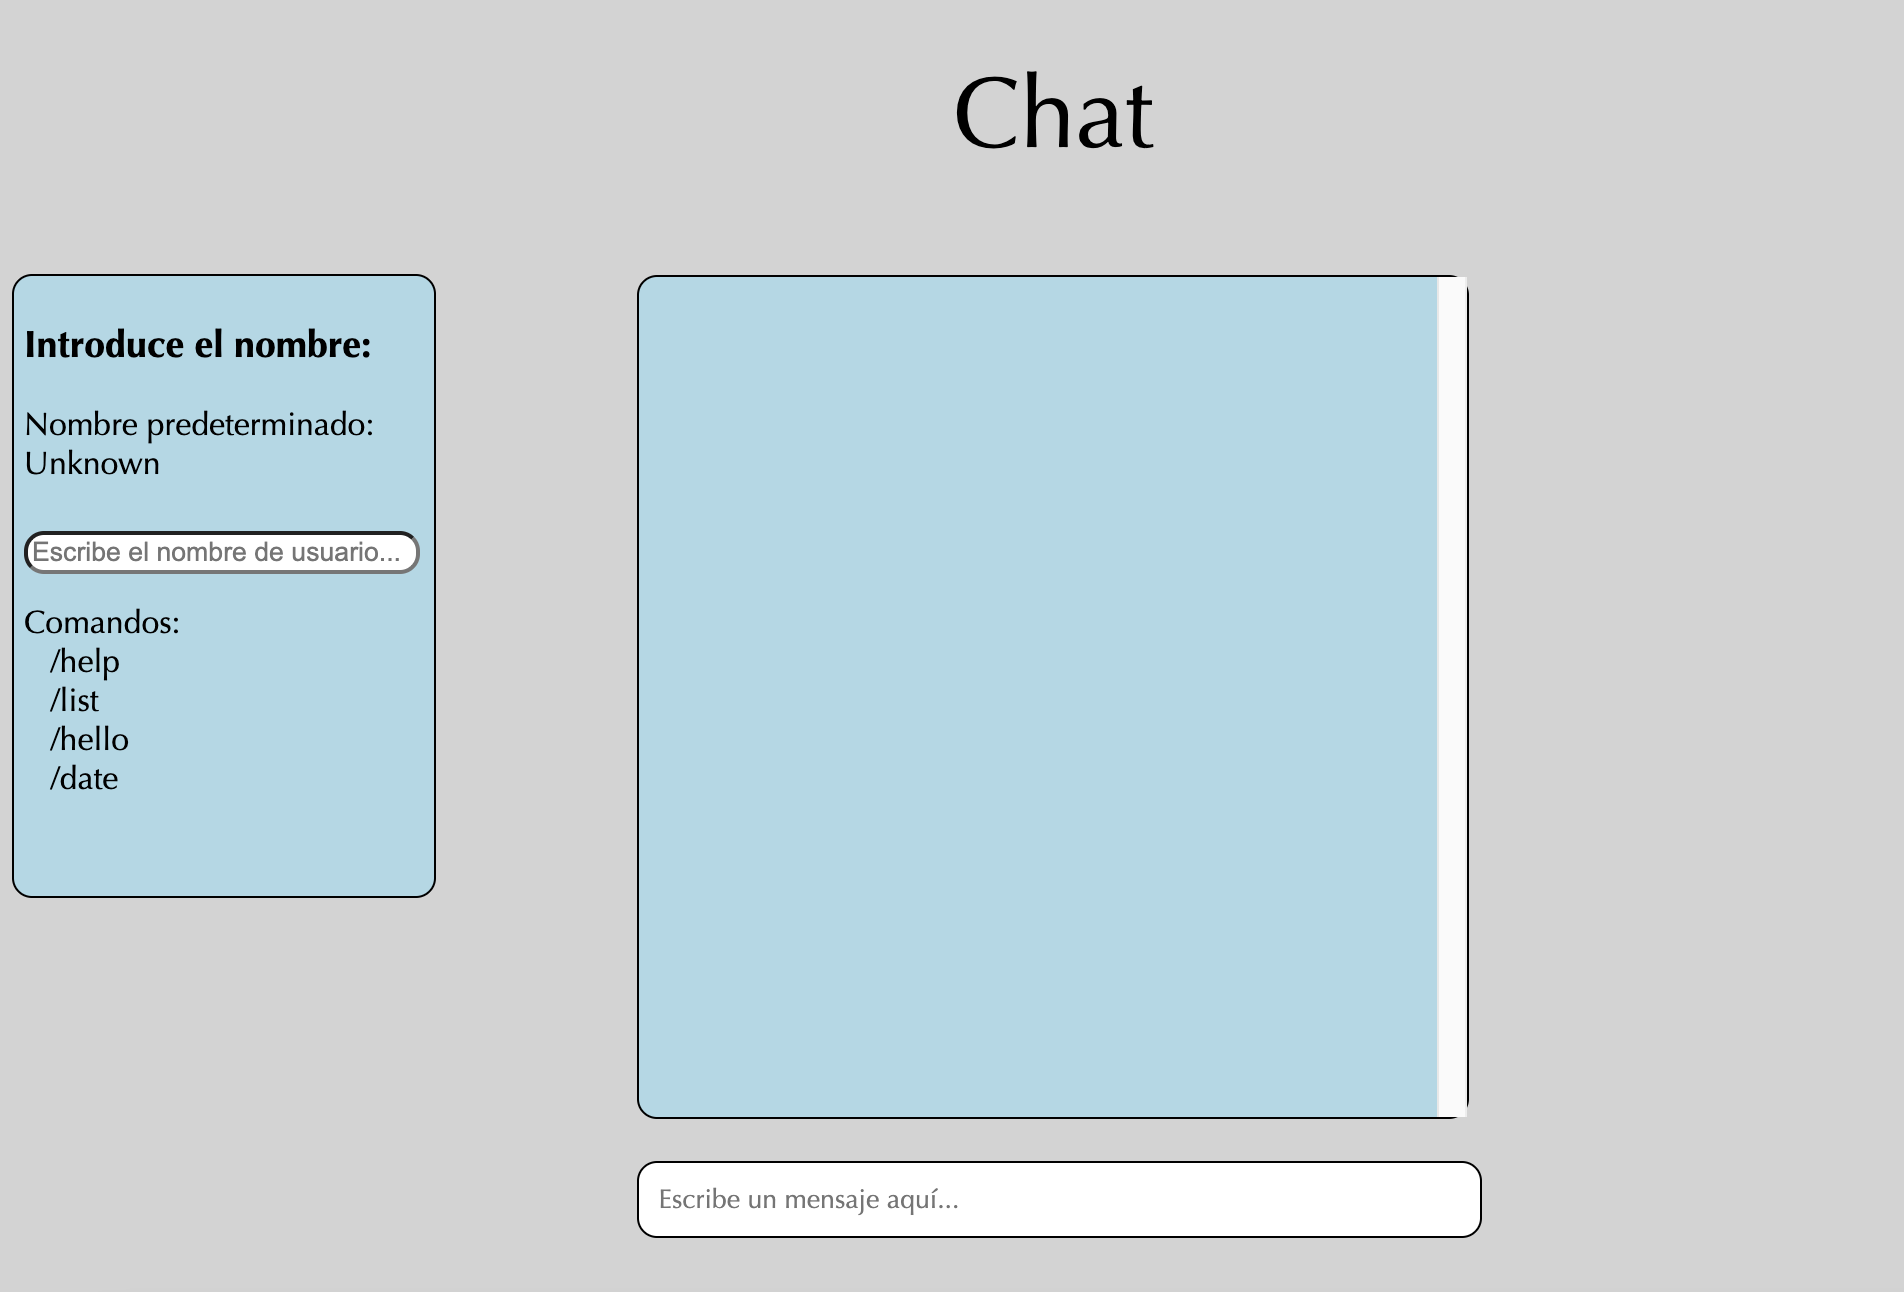 Chat
Introduce el nombre:
Nombre predeterminado:
Unknown
Escribe el nombre de usuario...
Comandos:
/help
/list
/hello
/date
Escribe un mensaje aquí...